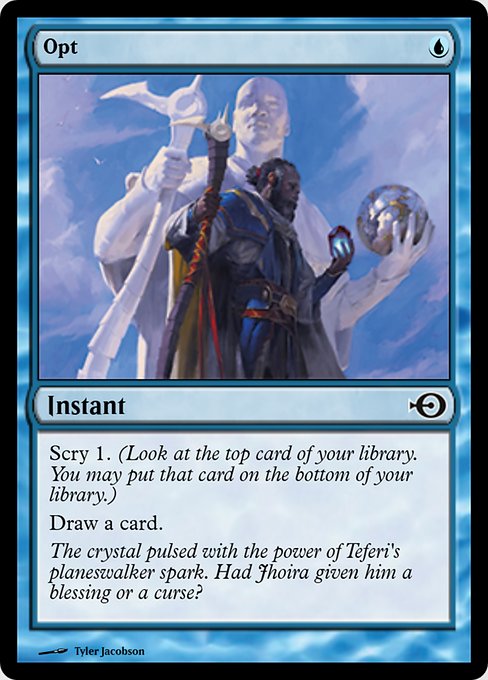 Opt
Instant
Scry 1. (Look at the top card of your library.
You may put that card on the bottom of your
library.)
Draw a card.
The crystal pulsed with the power of Teferi's
planeswalker spark. Had Jhoira given him a
blessing or a curse?
Tyler Jacobson